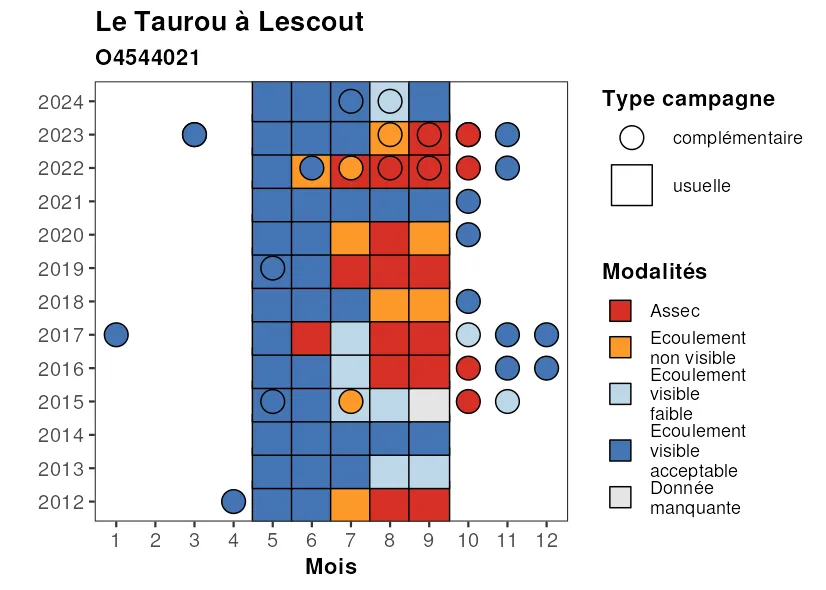 Le Taurou à Lescout
O4544021
2024
2023
2022
2021
2020
2019
2018
2017
2016
2015
2014
2013
2012
1 2 3 4 5 6 7 8 9 10 11 12
Mois
Type campagne
complémentaire
usuelle
Modalités
Assec
Ecoulement
non visible
Ecoulement
visible
faible
Ecoulement
visible
acceptable
Donnée
manquante